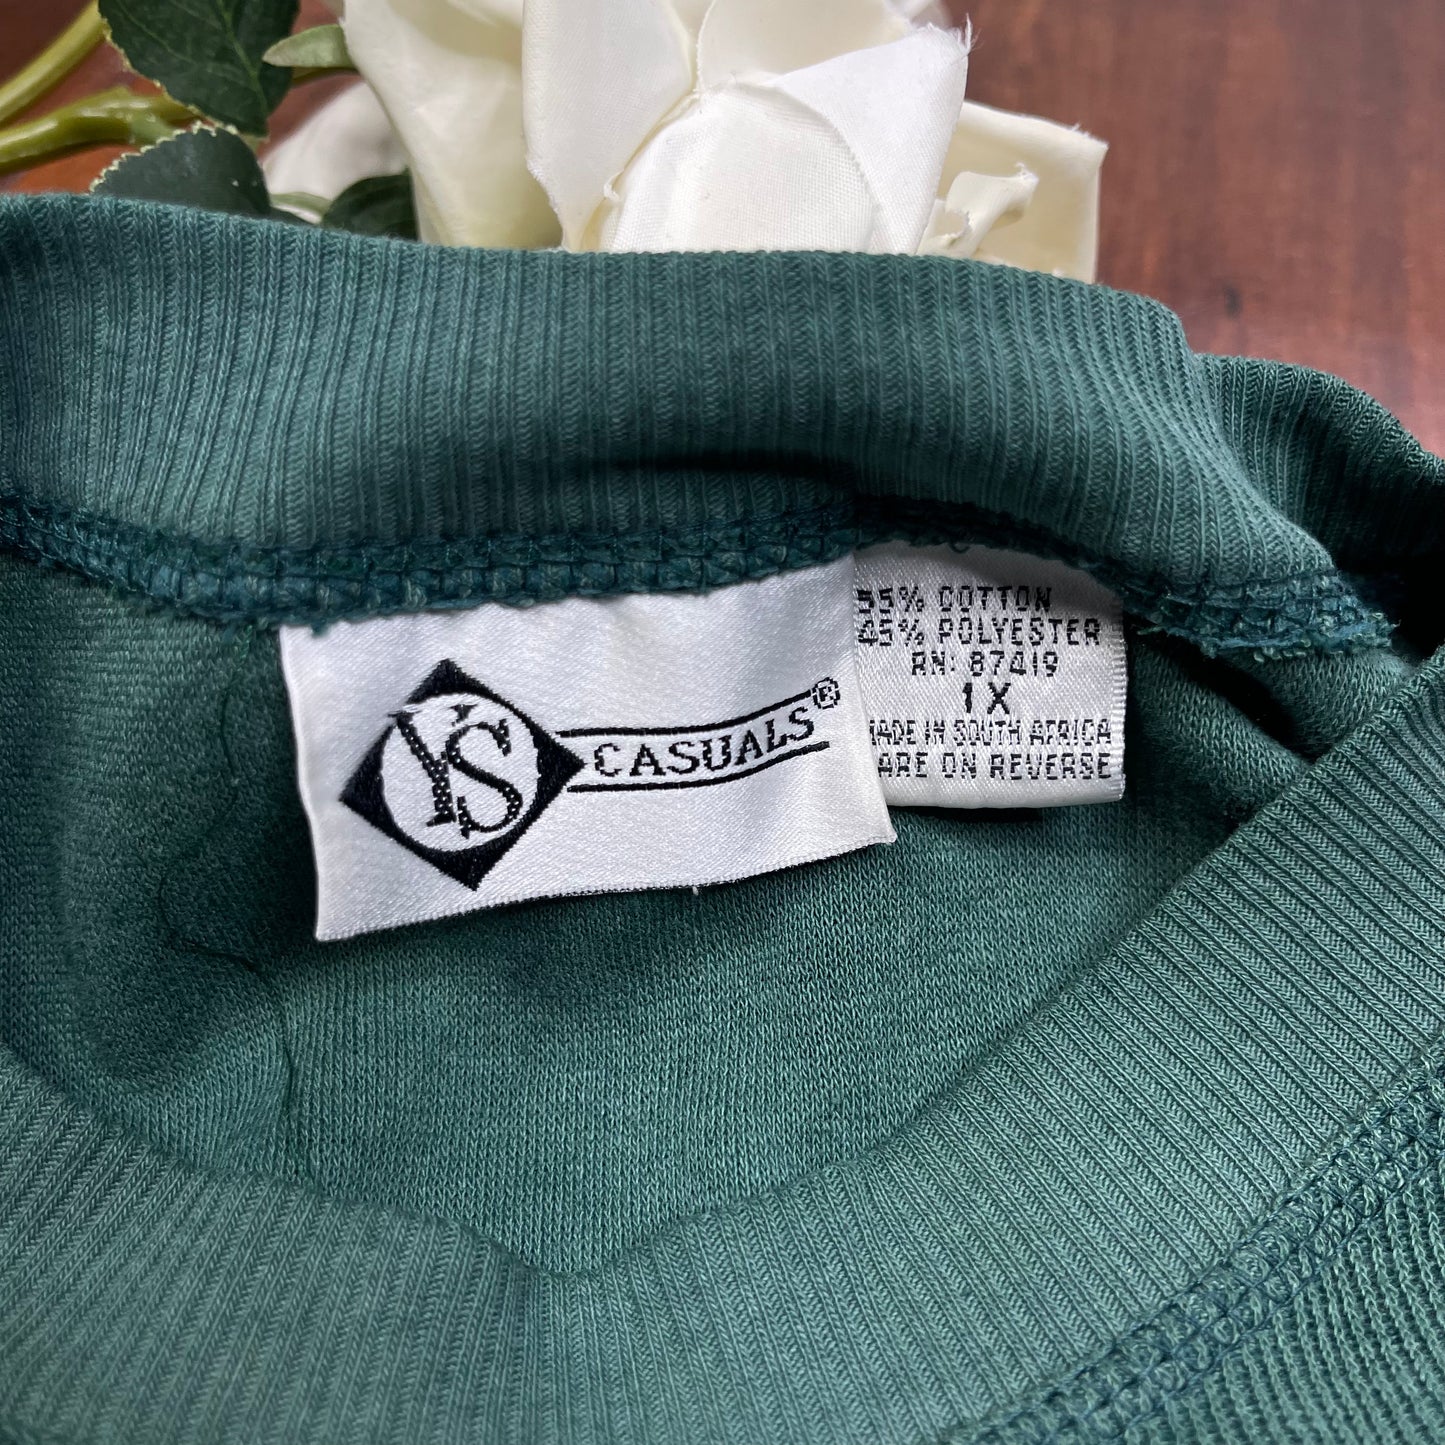 YS CASUALS®
55% COTTON
45% POLYESTER
RN: 87419
1X
MADE IN SOUTH AFRICA
CARE ON REVERSE